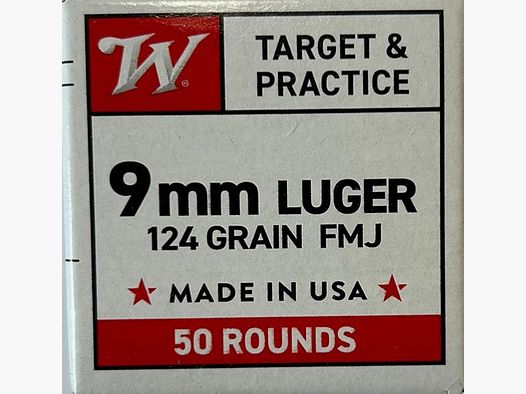 W
TARGET &
PRACTICE
9mm LUGER
124 GRAIN FMJ
★ MADE IN USA ★
50 ROUNDS